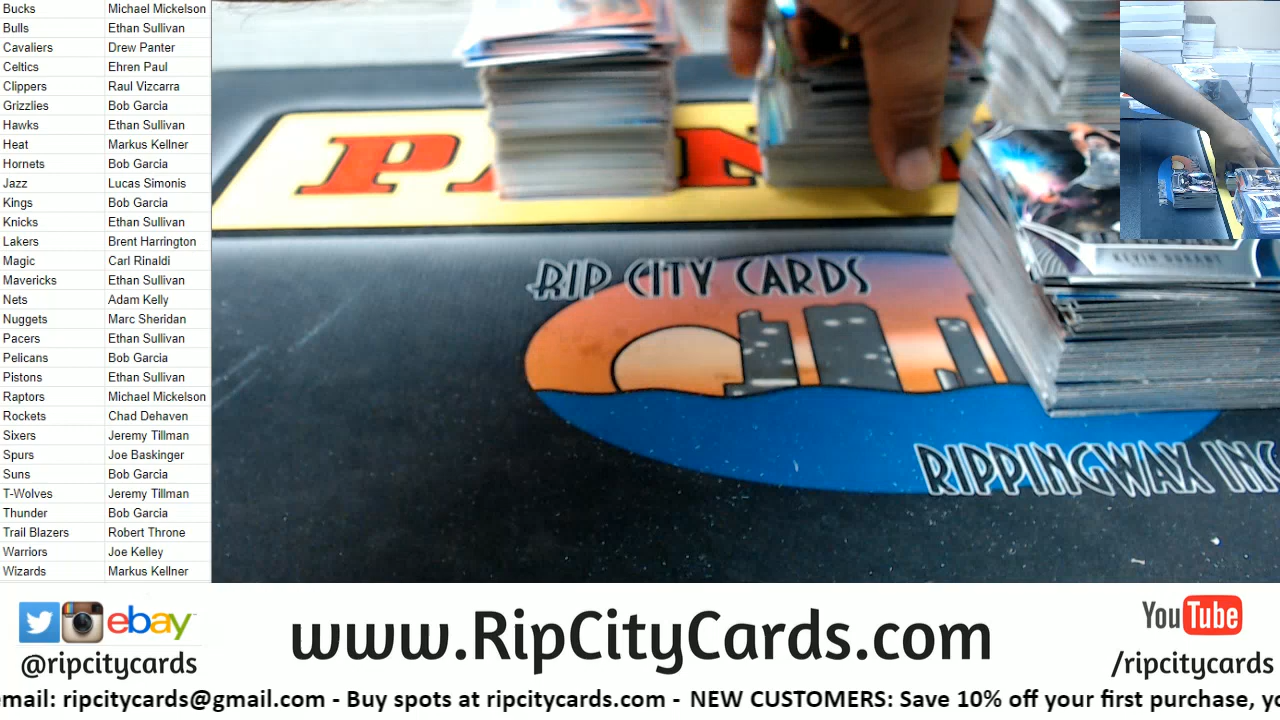 Bucks Michael Mickelson
Bulls Ethan Sullivan
Cavaliers Drew Panter
Celtics Ehren Paul
Clippers Raul Vizcarra
Grizzlies Bob Garcia
Hawks Ethan Sullivan
Heat Markus Kellner
Hornets Bob Garcia
Jazz Lucas Simonis
Kings Bob Garcia
Knicks Ethan Sullivan
Lakers Brent Harrington
Magic Carl Rinaldi
Mavericks Ethan Sullivan
Nets Adam Kelly
Nuggets Marc Sheridan
Pacers Ethan Sullivan
Pelicans Bob Garcia
Pistons Ethan Sullivan
Raptors Michael Mickelson
Rockets Chad Dehaven
Sixers Jeremy Tillman
Spurs Joe Baskinger
Suns Bob Garcia
T-Wolves Jeremy Tillman
Thunder Bob Garcia
Trail Blazers Robert Throne
Warriors Joe Kelley
Wizards Markus Kellner
KEVIN DURANT
RIP CITY CARDS
RIPPINGWAX INC
ebay
@ripcitycards
www.RipCityCards.com
YouTube
/ripcitycards
email: ripcitycards@gmail.com - Buy spots at ripcitycards.com - NEW CUSTOMERS: Save 10% off your first purchase,